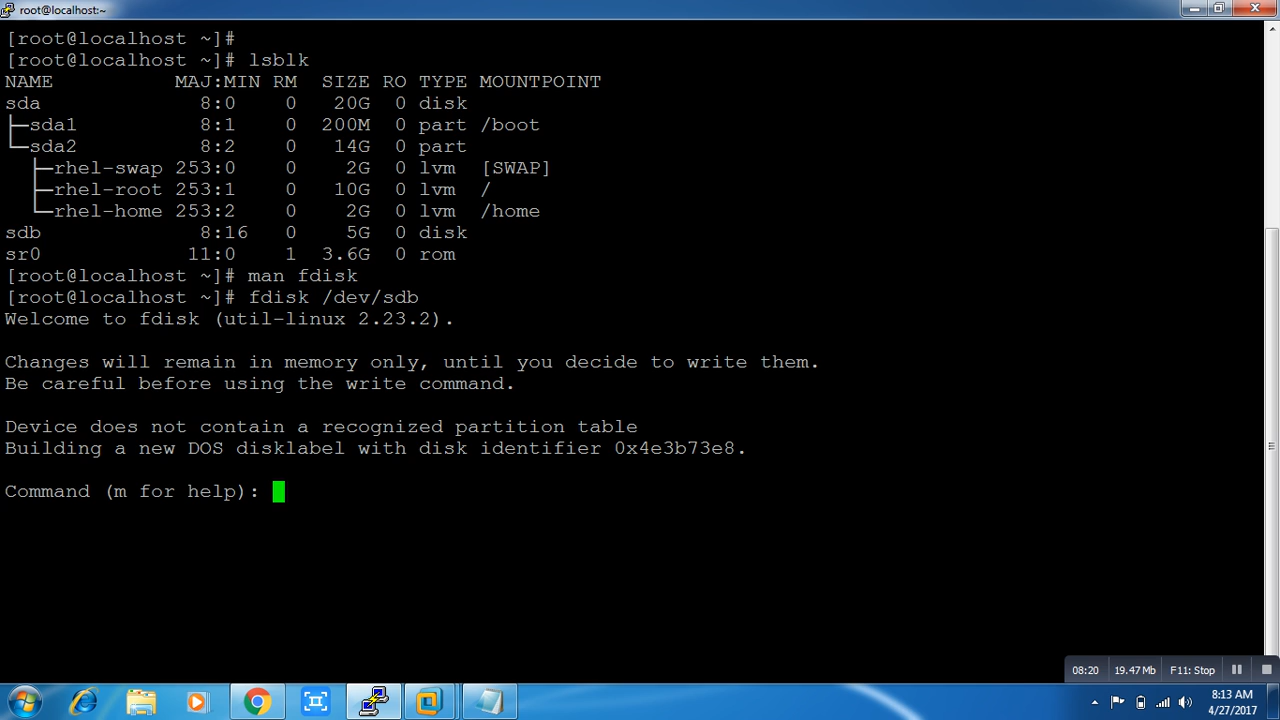 root@localhost:~
[root@localhost ~]#
[root@localhost ~]# lsblk
NAME MAJ:MIN RM SIZE RO TYPE MOUNTPOINT
sda 8:0 0 20G 0 disk
├─sda1 8:1 0 200M 0 part /boot
└─sda2 8:2 0 14G 0 part
├─rhel-swap 253:0 0 2G 0 lvm [SWAP]
├─rhel-root 253:1 0 10G 0 lvm /
└─rhel-home 253:2 0 2G 0 lvm /home
sdb 8:16 0 5G 0 disk
sr0 11:0 1 3.6G 0 rom
[root@localhost ~]# man fdisk
[root@localhost ~]# fdisk /dev/sdb
Welcome to fdisk (util-linux 2.23.2).
Changes will remain in memory only, until you decide to write them.
Be careful before using the write command.
Device does not contain a recognized partition table
Building a new DOS disklabel with disk identifier 0x4e3b73e8.
Command (m for help):
08:20 19.47 Mb F11: Stop
8:13 AM
4/27/2017